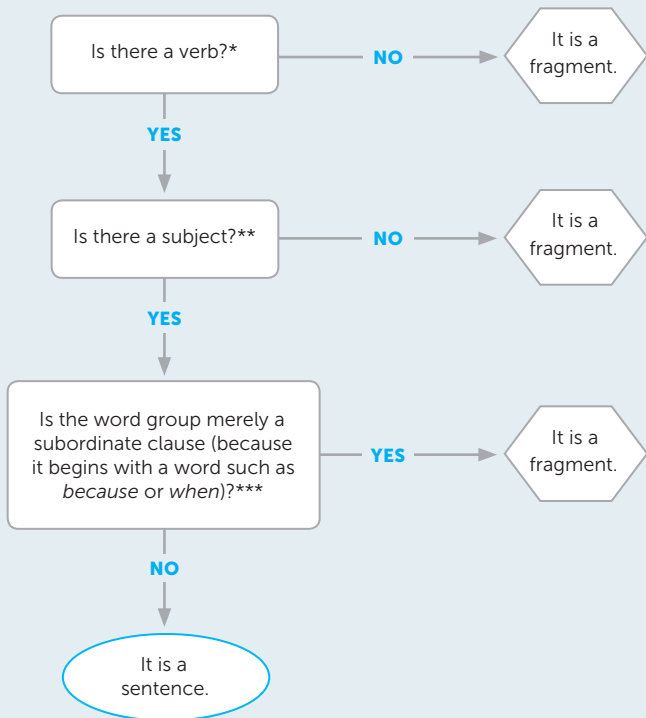 Is there a verb?*
NO
It is a
fragment.
YES
Is there a subject?**
NO
It is a
fragment.
YES
Is the word group merely a
subordinate clause (because
it begins with a word such as
because or when)?***
YES
It is a
fragment.
NO
It is a
sentence.